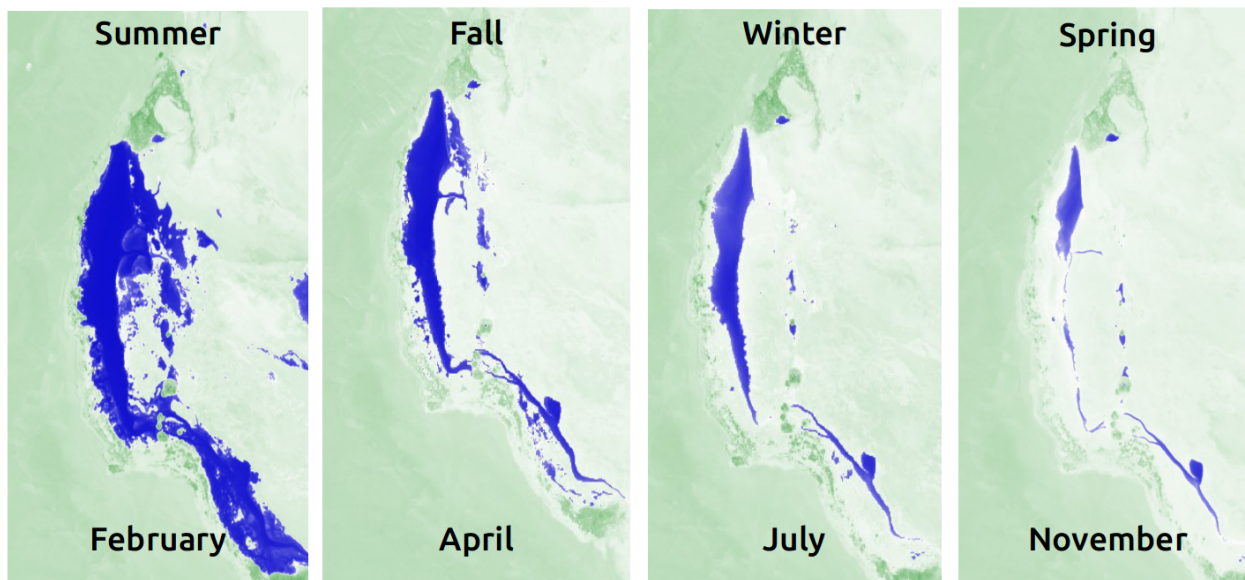 Summer
Fall
Winter
Spring
February
April
July
November